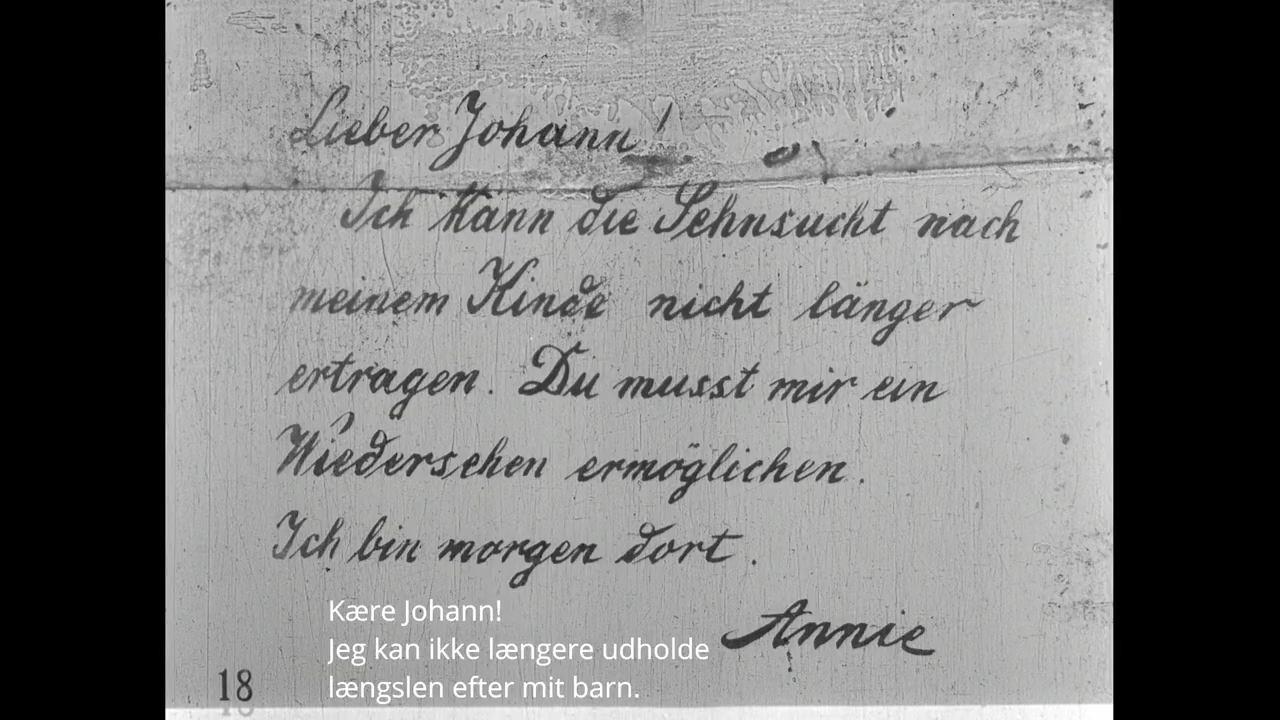 Lieber Johann!
Ich kann die Sehnsucht nach
meinem Kinde nicht länger
ertragen. Du musst mir ein
Wiedersehen ermöglichen.
Ich bin morgen dort.
Annie
Kære Johann!
Jeg kan ikke længere udholde
længslen efter mit barn.
18